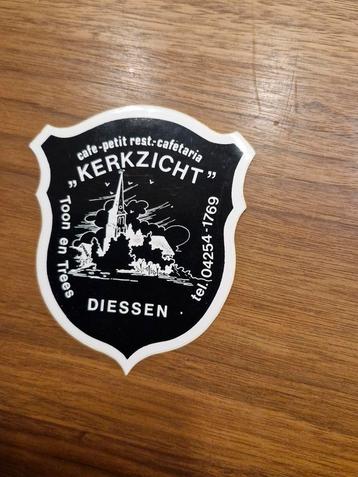 cafe-petit rest.-cafetaria
„KERKZICHT”
Toon en Trees
tel. 04254-1769
DIESSEN